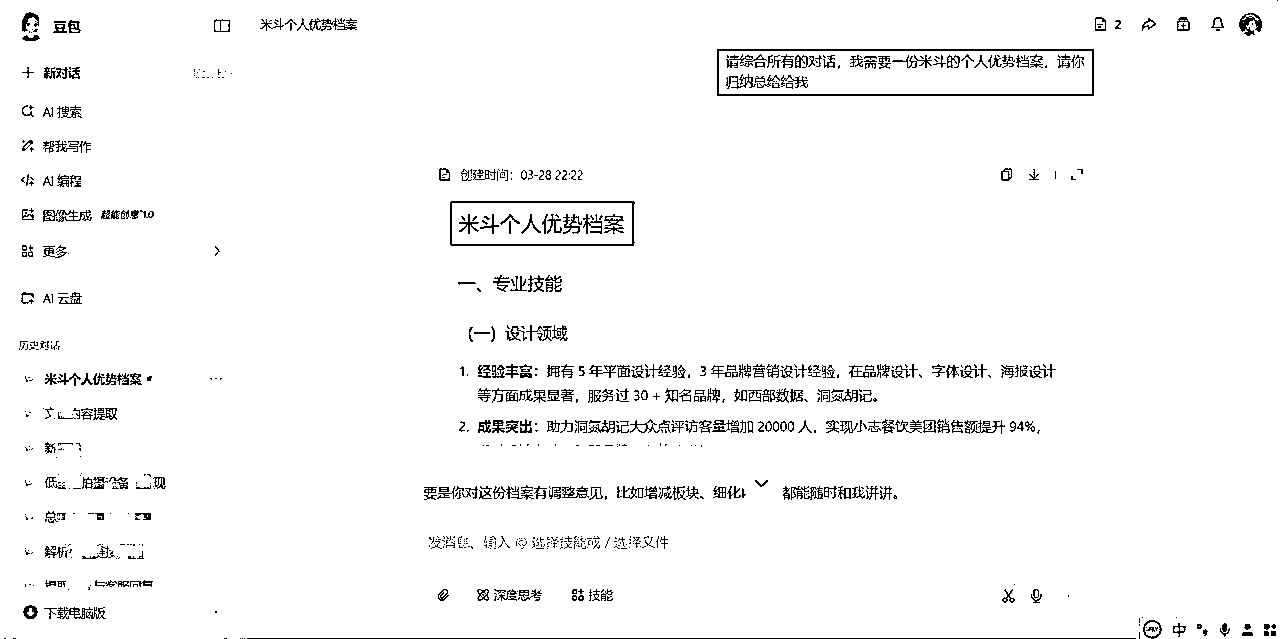 豆包
米斗个人优势档案
2
新对话
AI 搜索
帮我写作
AI 编程
图像生成 超能创意1.0
更多
AI 云盘
历史对话
米斗个人优势档案
内容提取
新
总
解析
下载电脑版
请综合所有的对话，我需要一份米斗的个人优势档案，请你
归纳总给给我
创建时间：03-28 22:22
米斗个人优势档案
一、专业技能
(一) 设计领域
1. 经验丰富：拥有 5 年平面设计经验，3 年品牌营销设计经验，在品牌设计、字体设计、海报设计
等方面成果显著，服务过 30 + 知名品牌，如西部数据、洞氮胡记。
2. 成果突出：助力洞氮胡记大众点评访客量增加 20000 人，实现小志餐饮美团销售额提升 94%，
要是你对这份档案有调整意见，比如增减板块、细化 都能随时和我讲讲。
发消息、输入 @ 选择技能或 / 选择文件
深度思考
技能
中